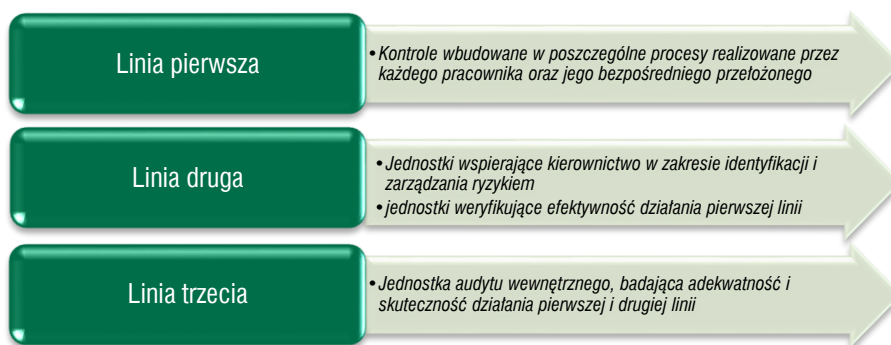 Linia pierwsza
• Kontrole wbudowane w poszczególne procesy realizowane przez
każdego pracownika oraz jego bezpośredniego przełożonego
Linia druga
• Jednostki wspierające kierownictwo w zakresie identyfikacji i
zarządzania ryzykiem
• jednostki weryfikujące efektywność działania pierwszej linii
Linia trzecia
• Jednostka audytu wewnętrznego, badająca adekwatność i
skuteczność działania pierwszej i drugiej linii